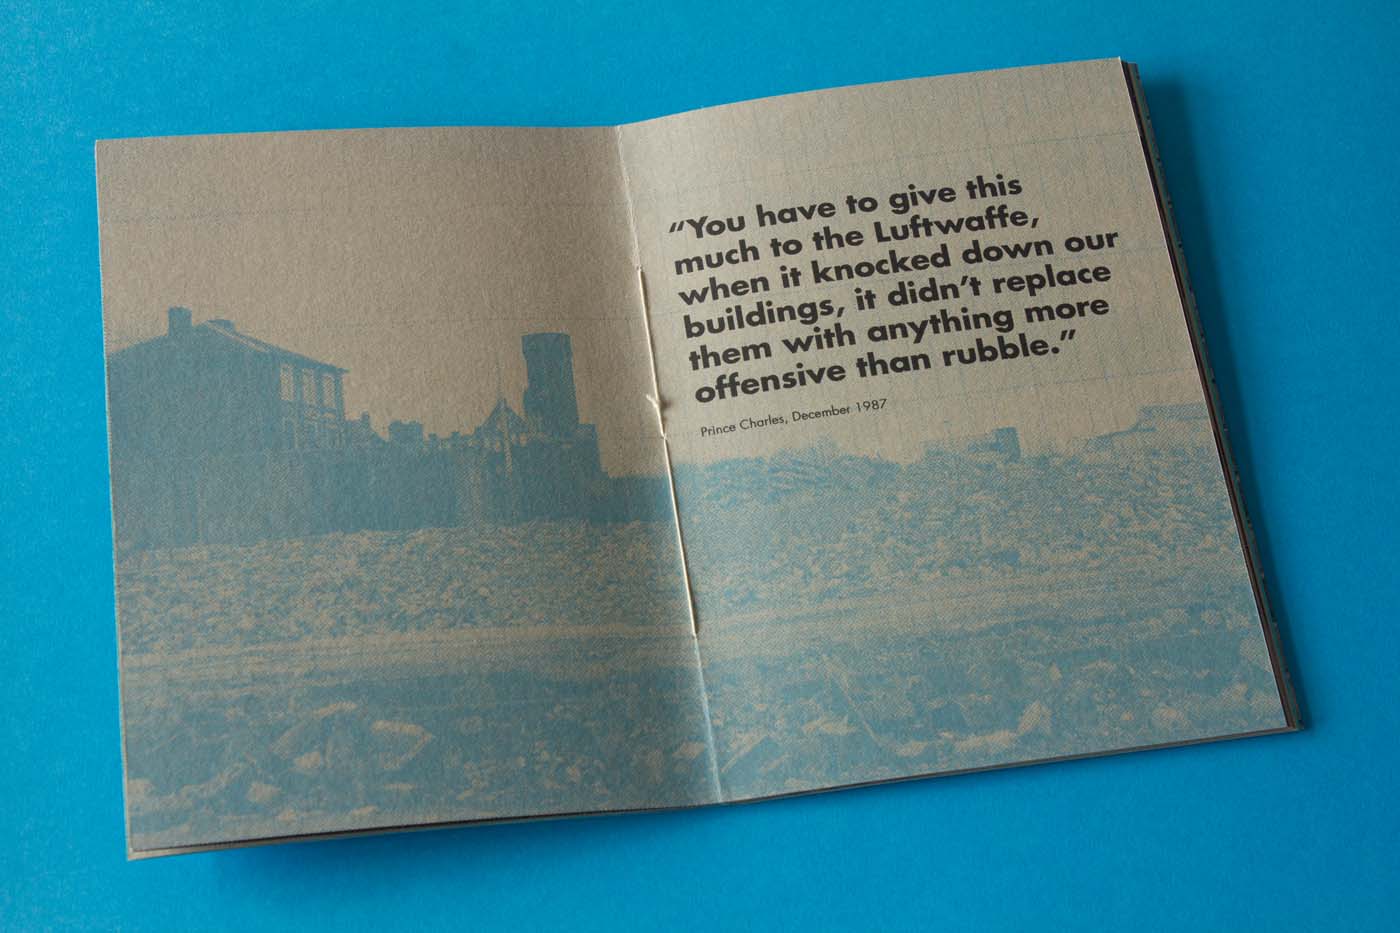 “You have to give this
much to the Luftwaffe,
when it knocked down our
buildings, it didn’t replace
them with anything more
offensive than rubble.”
Prince Charles, December 1987